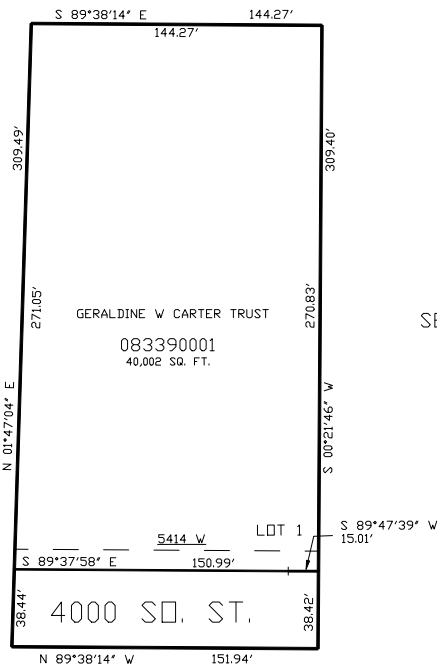 S 89°38'14" E 144.27'
144.27'
309.49'
309.40'
271.05'
270.83'
GERALDINE W CARTER TRUST
083390001
40,002 SQ. FT.
SE
N 01°47'04" E
S 00°21'46" W
LOT 1
5414 W
S 89°47'39" W
15.01'
S 89°37'58" E 150.99'
38.44'
4000 SO. ST.
38.42'
N 89°38'14" W 151.94'